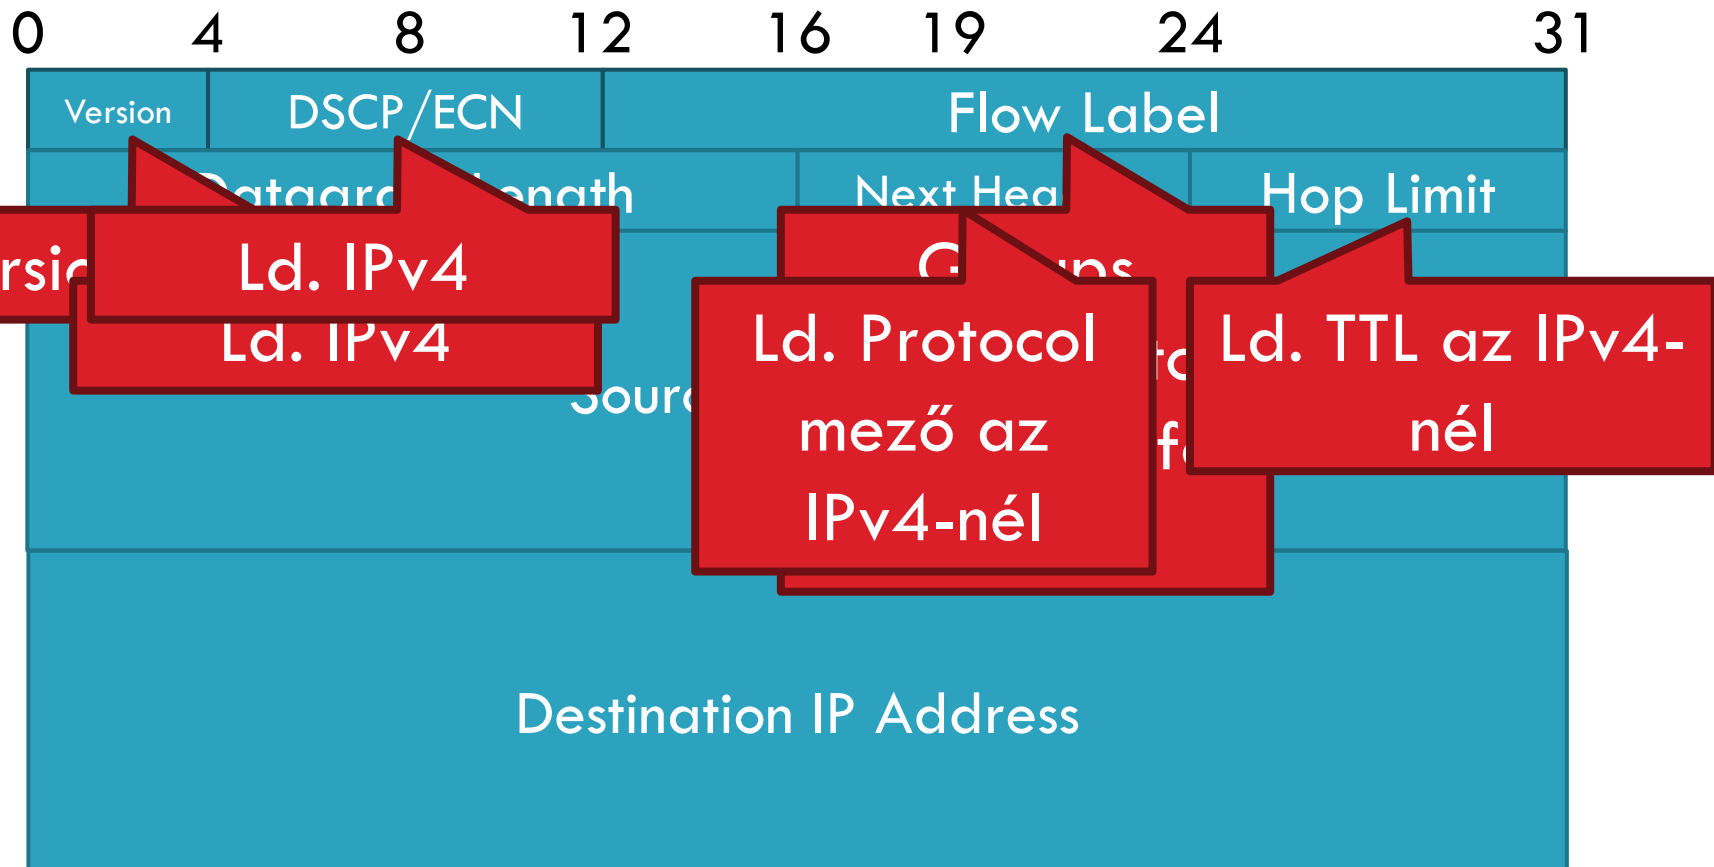 0 4 8 12 16 19 24 31
Version DSCP/ECN Flow Label
Next Hop Limit
Ld. IPv4
Ld. IPv4
Ld. Protocol
mező az
IPv4-nél
Ld. TTL az IPv4-
nél
Destination IP Address